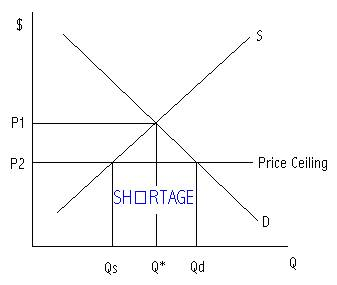 $
S
P1
P2
Price Ceiling
SH□RTAGE
D
Qs
Q*
Qd
Q